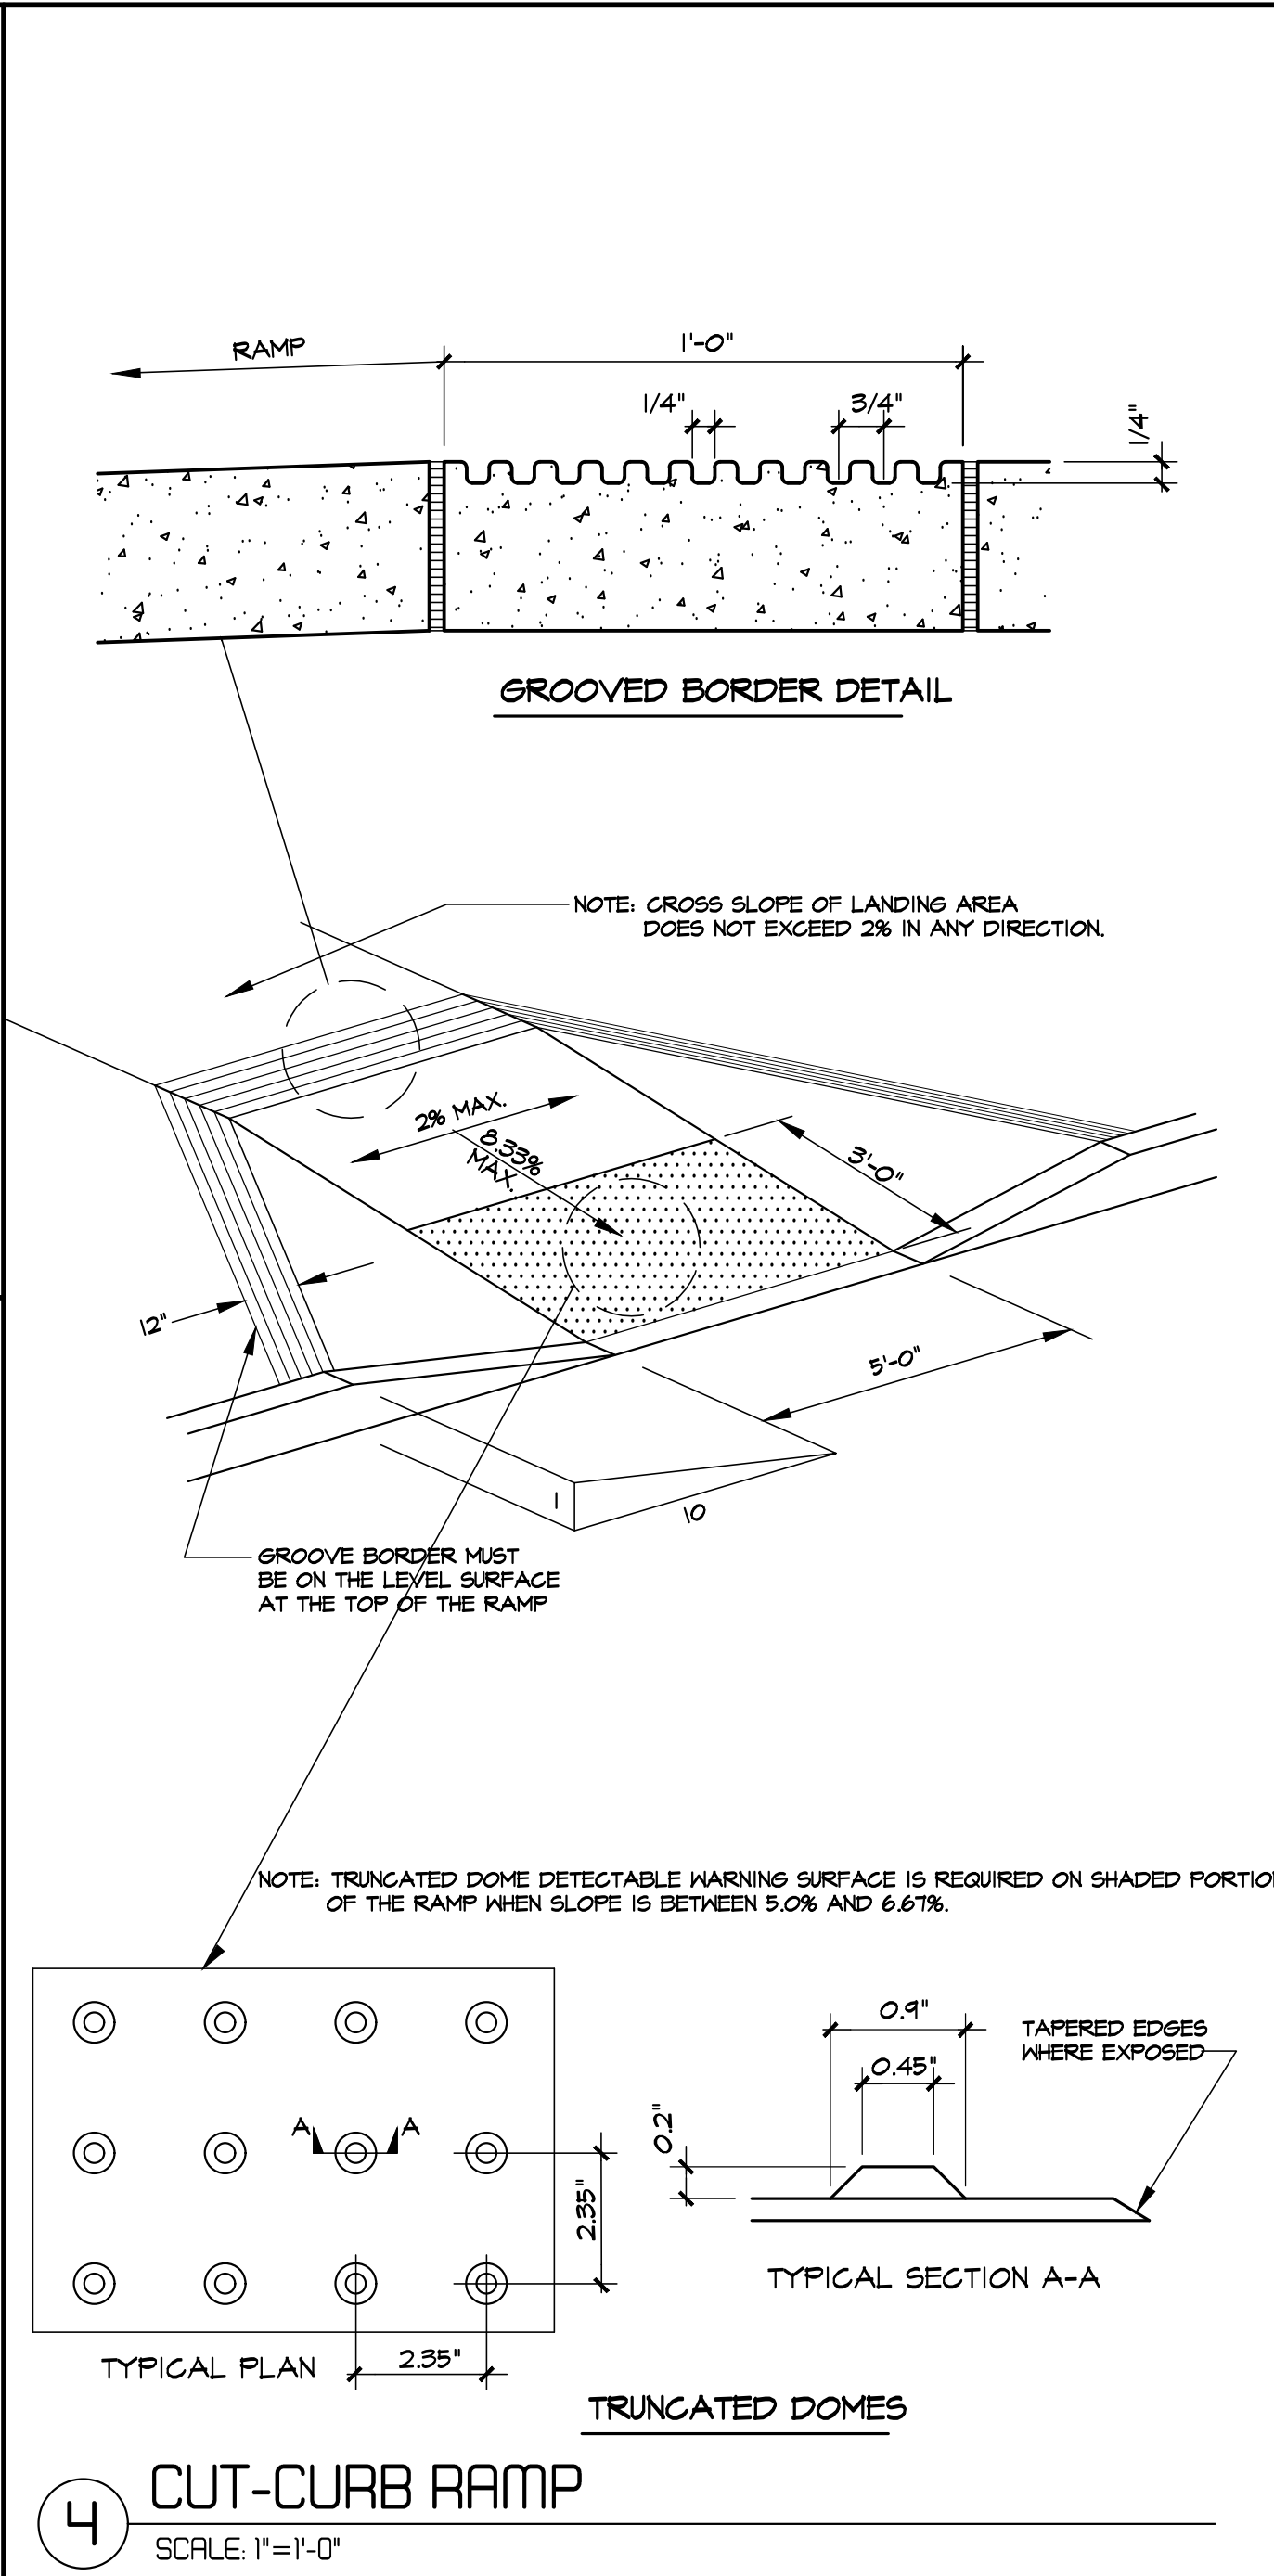 RAMP
1'-0"
1/4"
3/4"
1/4"
GROOVED BORDER DETAIL
NOTE: CROSS SLOPE OF LANDING AREA
DOES NOT EXCEED 2% IN ANY DIRECTION.
2% MAX.
8.33%
MAX.
3'-0"
12"
5'-0"
1
10
GROOVE BORDER MUST
BE ON THE LEVEL SURFACE
AT THE TOP OF THE RAMP
NOTE: TRUNCATED DOME DETECTABLE WARNING SURFACE IS REQUIRED ON SHADED PORTIO
OF THE RAMP WHEN SLOPE IS BETWEEN 5.0% AND 6.67%.
0.9"
TAPERED EDGES
WHERE EXPOSED
0.45"
0.2"
A A
2.35"
TYPICAL SECTION A-A
TYPICAL PLAN
2.35"
TRUNCATED DOMES
4
CUT-CURB RAMP
SCALE: 1"=1'-0"